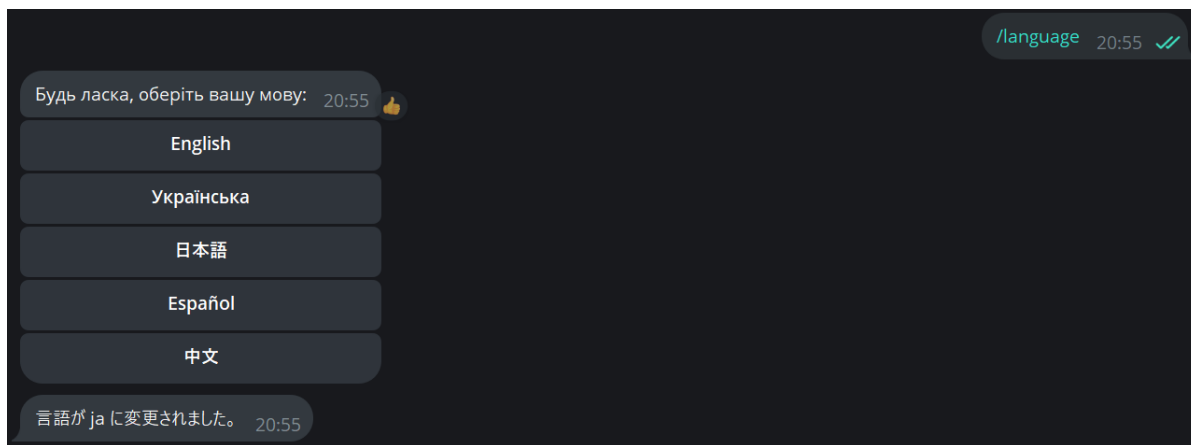 /language 20:55
Будь ласка, оберіть вашу мову: 20:55
English
Українська
日本語
Español
中文
言語が ja に変更されました。 20:55